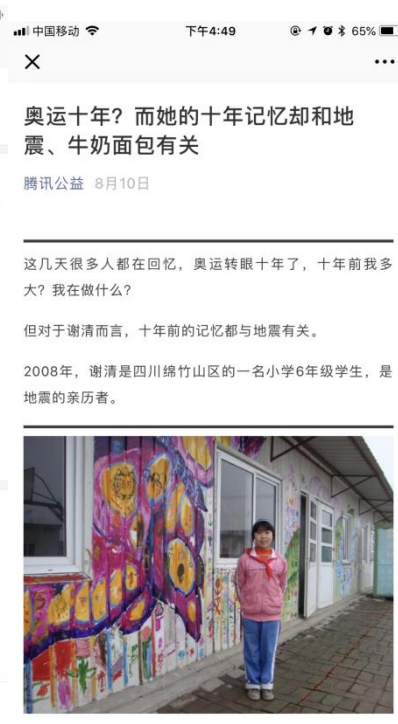 中国移动 下午4:49 65%
奥运十年？而她的十年记忆却和地
震、牛奶面包有关
腾讯公益 8月10日
这几天很多人都在回忆，奥运转眼十年了，十年前我多
大？我在做什么？
但对于谢清而言，十年前的记忆都与地震有关。
2008年，谢清是四川绵竹山区的一名小学6年级学生，是
地震的亲历者。